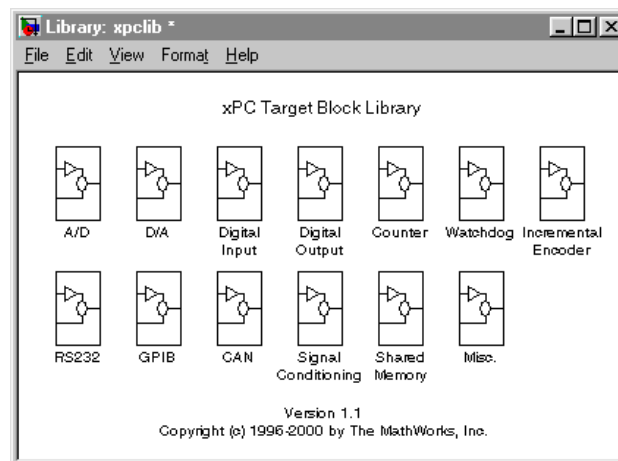 Library: xpclib *
File Edit View Format Help
xPC Target Block Library
A/D D/A Digital Input Digital Output Counter Watchdog Incremental Encoder
RS232 GPIB CAN Signal Conditioning Shared Memory Misc.
Version 1.1
Copyright (c) 1996-2000 by The MathWorks, Inc.